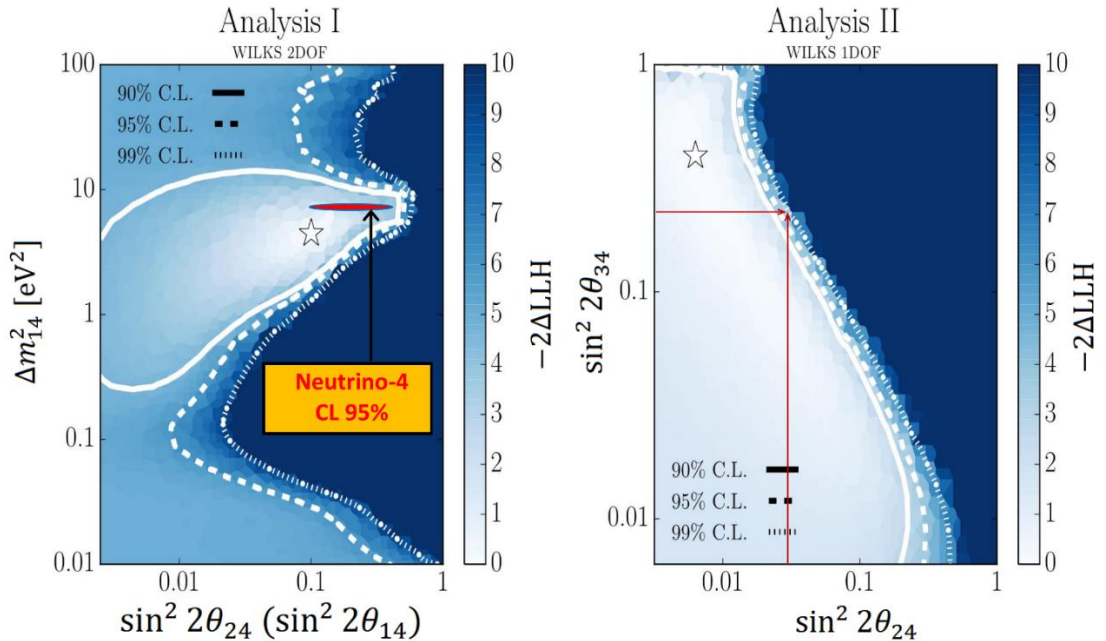 Analysis I
WILKS 2DOF
100
10
1
0.1
0.01
Δm²₁₄ [eV²]
90% C.L.
95% C.L.
99% C.L.
Neutrino-4
CL 95%
0.01 0.1 1
sin² 2θ₂₄ (sin² 2θ₁₄)
10
9
8
7
6
5
4
3
2
1
0
−2ΔLLH
Analysis II
WILKS 1DOF
1
0.1
0.01
sin² 2θ₃₄
90% C.L.
95% C.L.
99% C.L.
0.01 0.1 1
sin² 2θ₂₄
10
9
8
7
6
5
4
3
2
1
0
−2ΔLLH